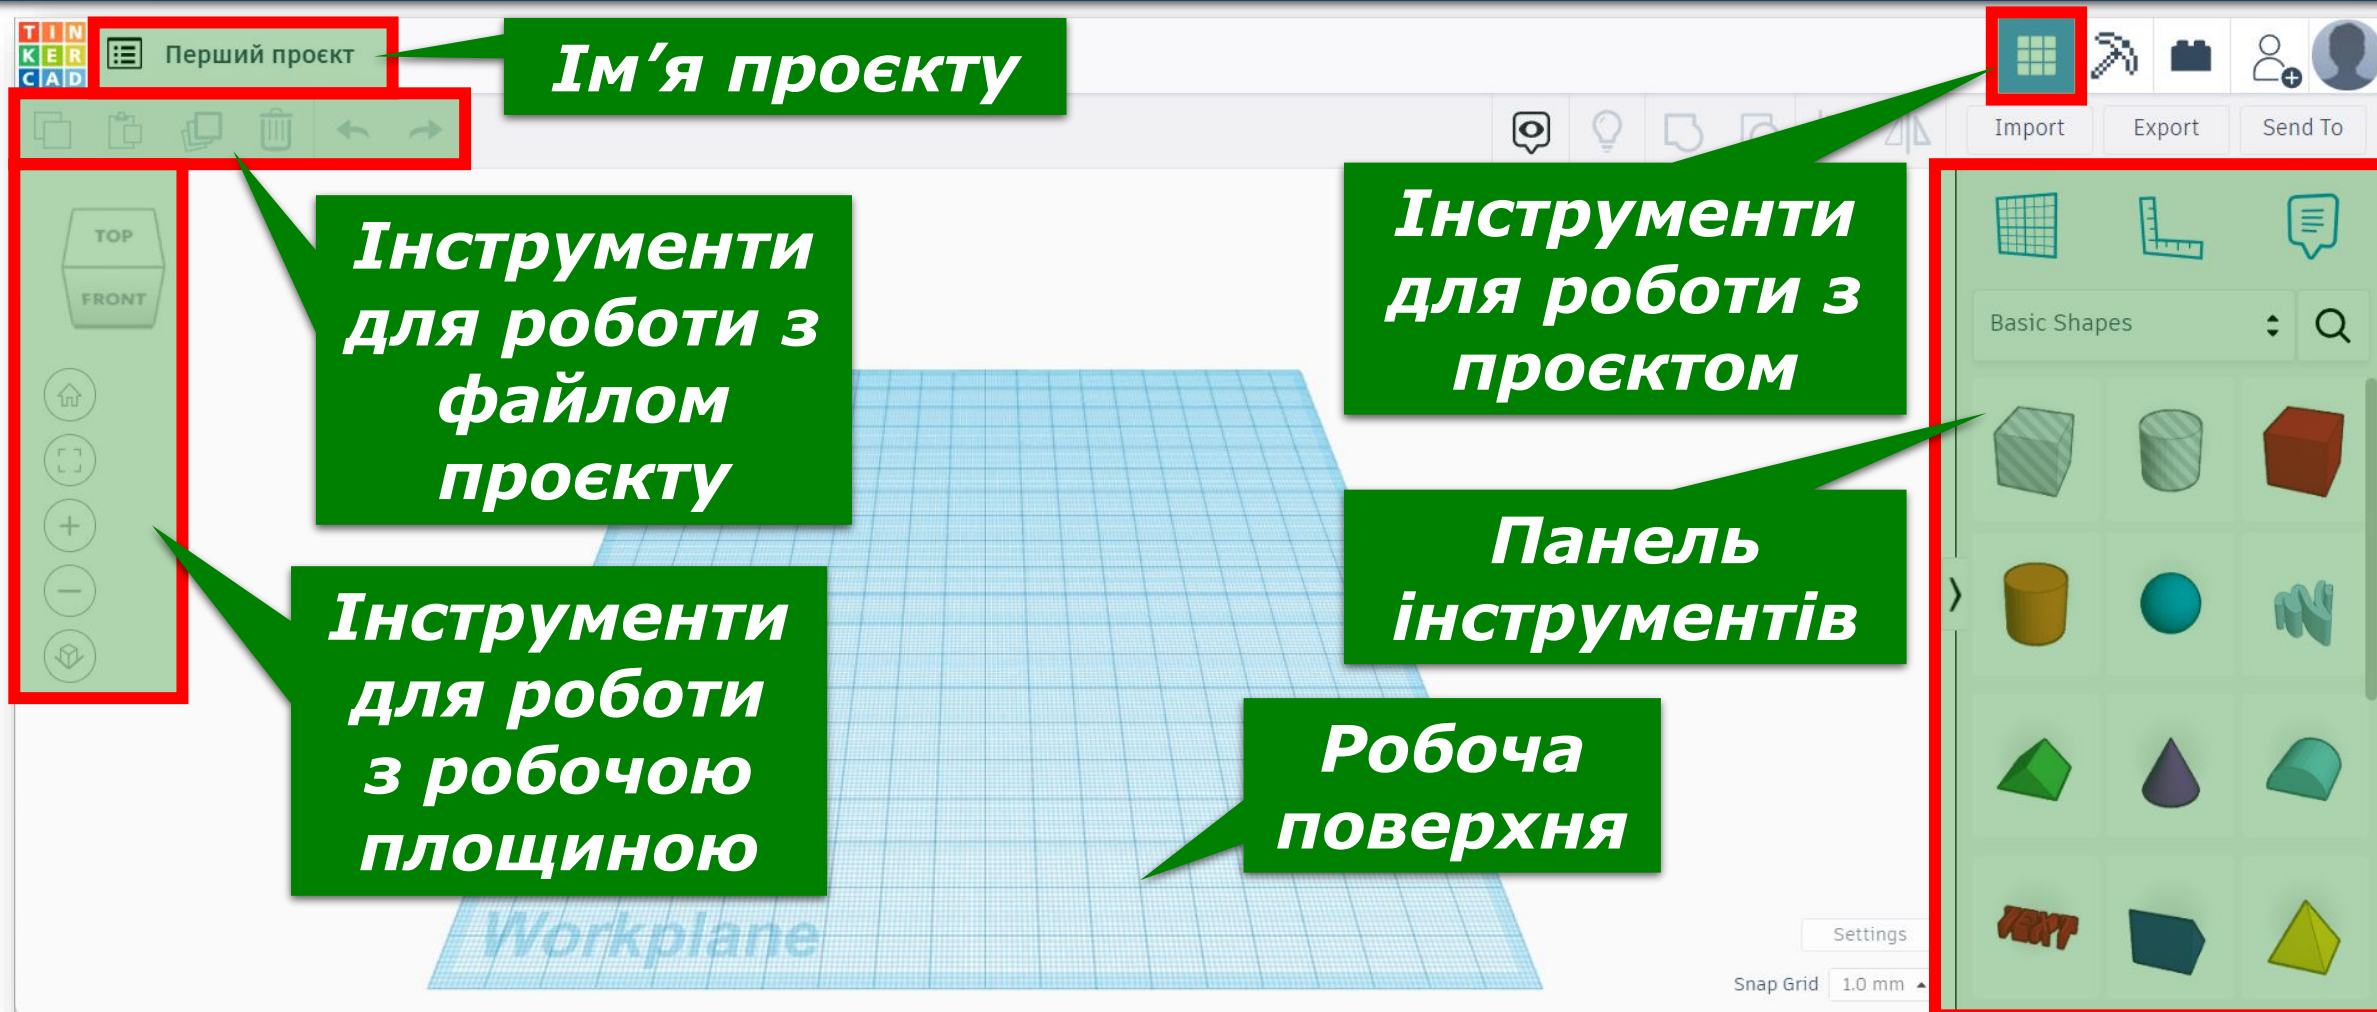 TIN
KER
CAD
Перший проєкт
Ім’я проєкту
Import
Export
Send To
TOP
FRONT
Інструменти
для роботи з
файлом
проєкту
Інструменти
для роботи з
проєктом
Basic Shapes
Панель
інструментів
Інструменти
для роботи
з робочою
площиною
Робоча
поверхня
TEXT
Workplane
Settings
Snap Grid 1.0 mm